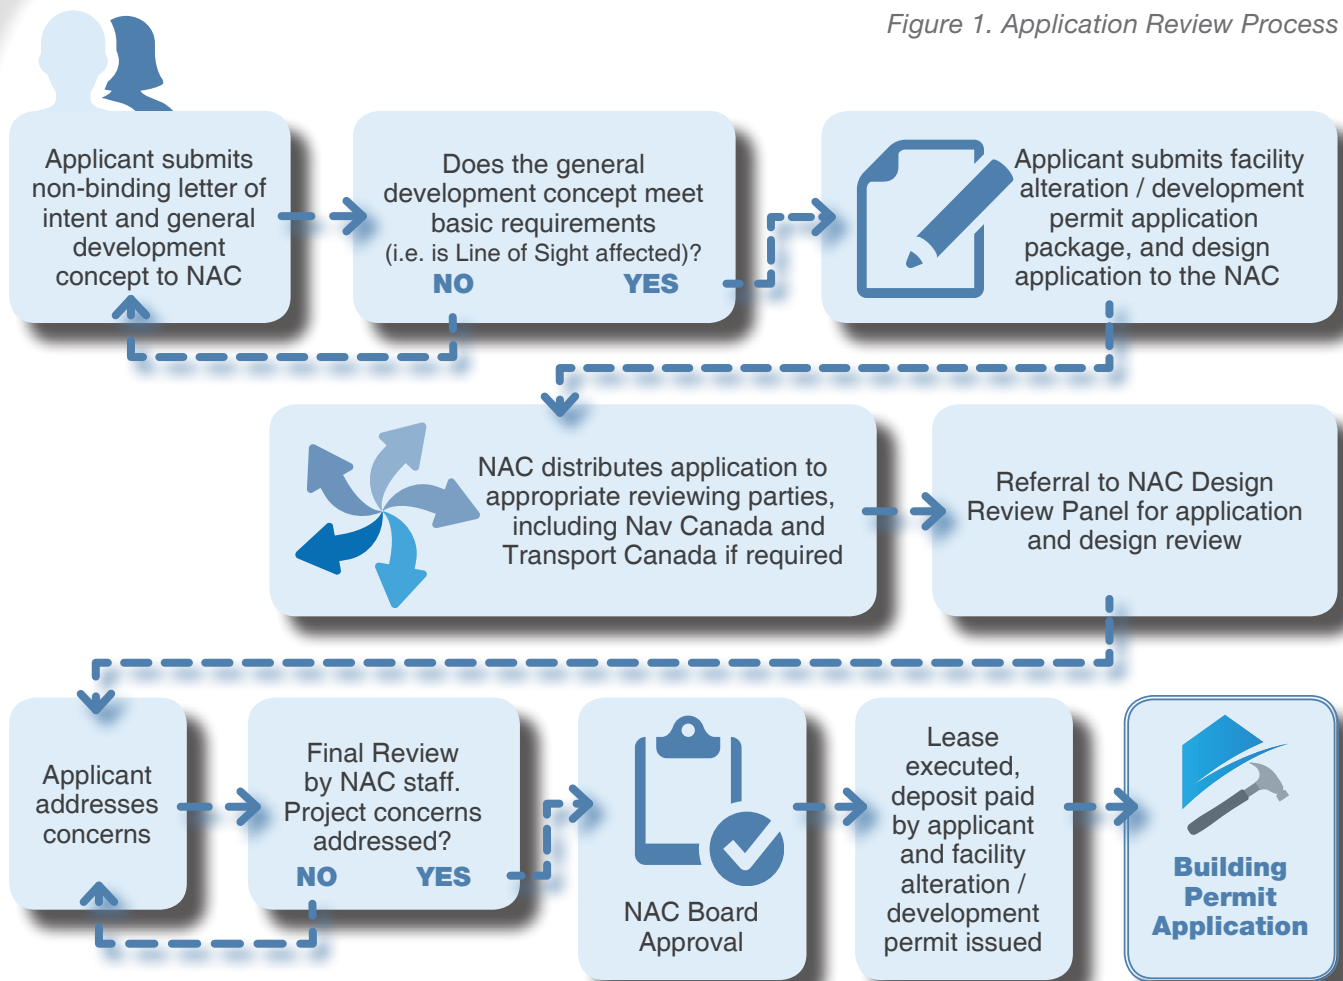 Figure 1. Application Review Process
Applicant submits
non-binding letter of
intent and general
development
concept to NAC
Does the general
development concept meet
basic requirements
(i.e. is Line of Sight affected)?
NO YES
Applicant submits facility
alteration / development
permit application
package, and design
application to the NAC
NAC distributes application to
appropriate reviewing parties,
including Nav Canada and
Transport Canada if required
Referral to NAC Design
Review Panel for application
and design review
Applicant
addresses
concerns
Final Review
by NAC staff.
Project concerns
addressed?
NO YES
NAC Board
Approval
Lease
executed,
deposit paid
by applicant
and facility
alteration /
development
permit issued
Building
Permit
Application